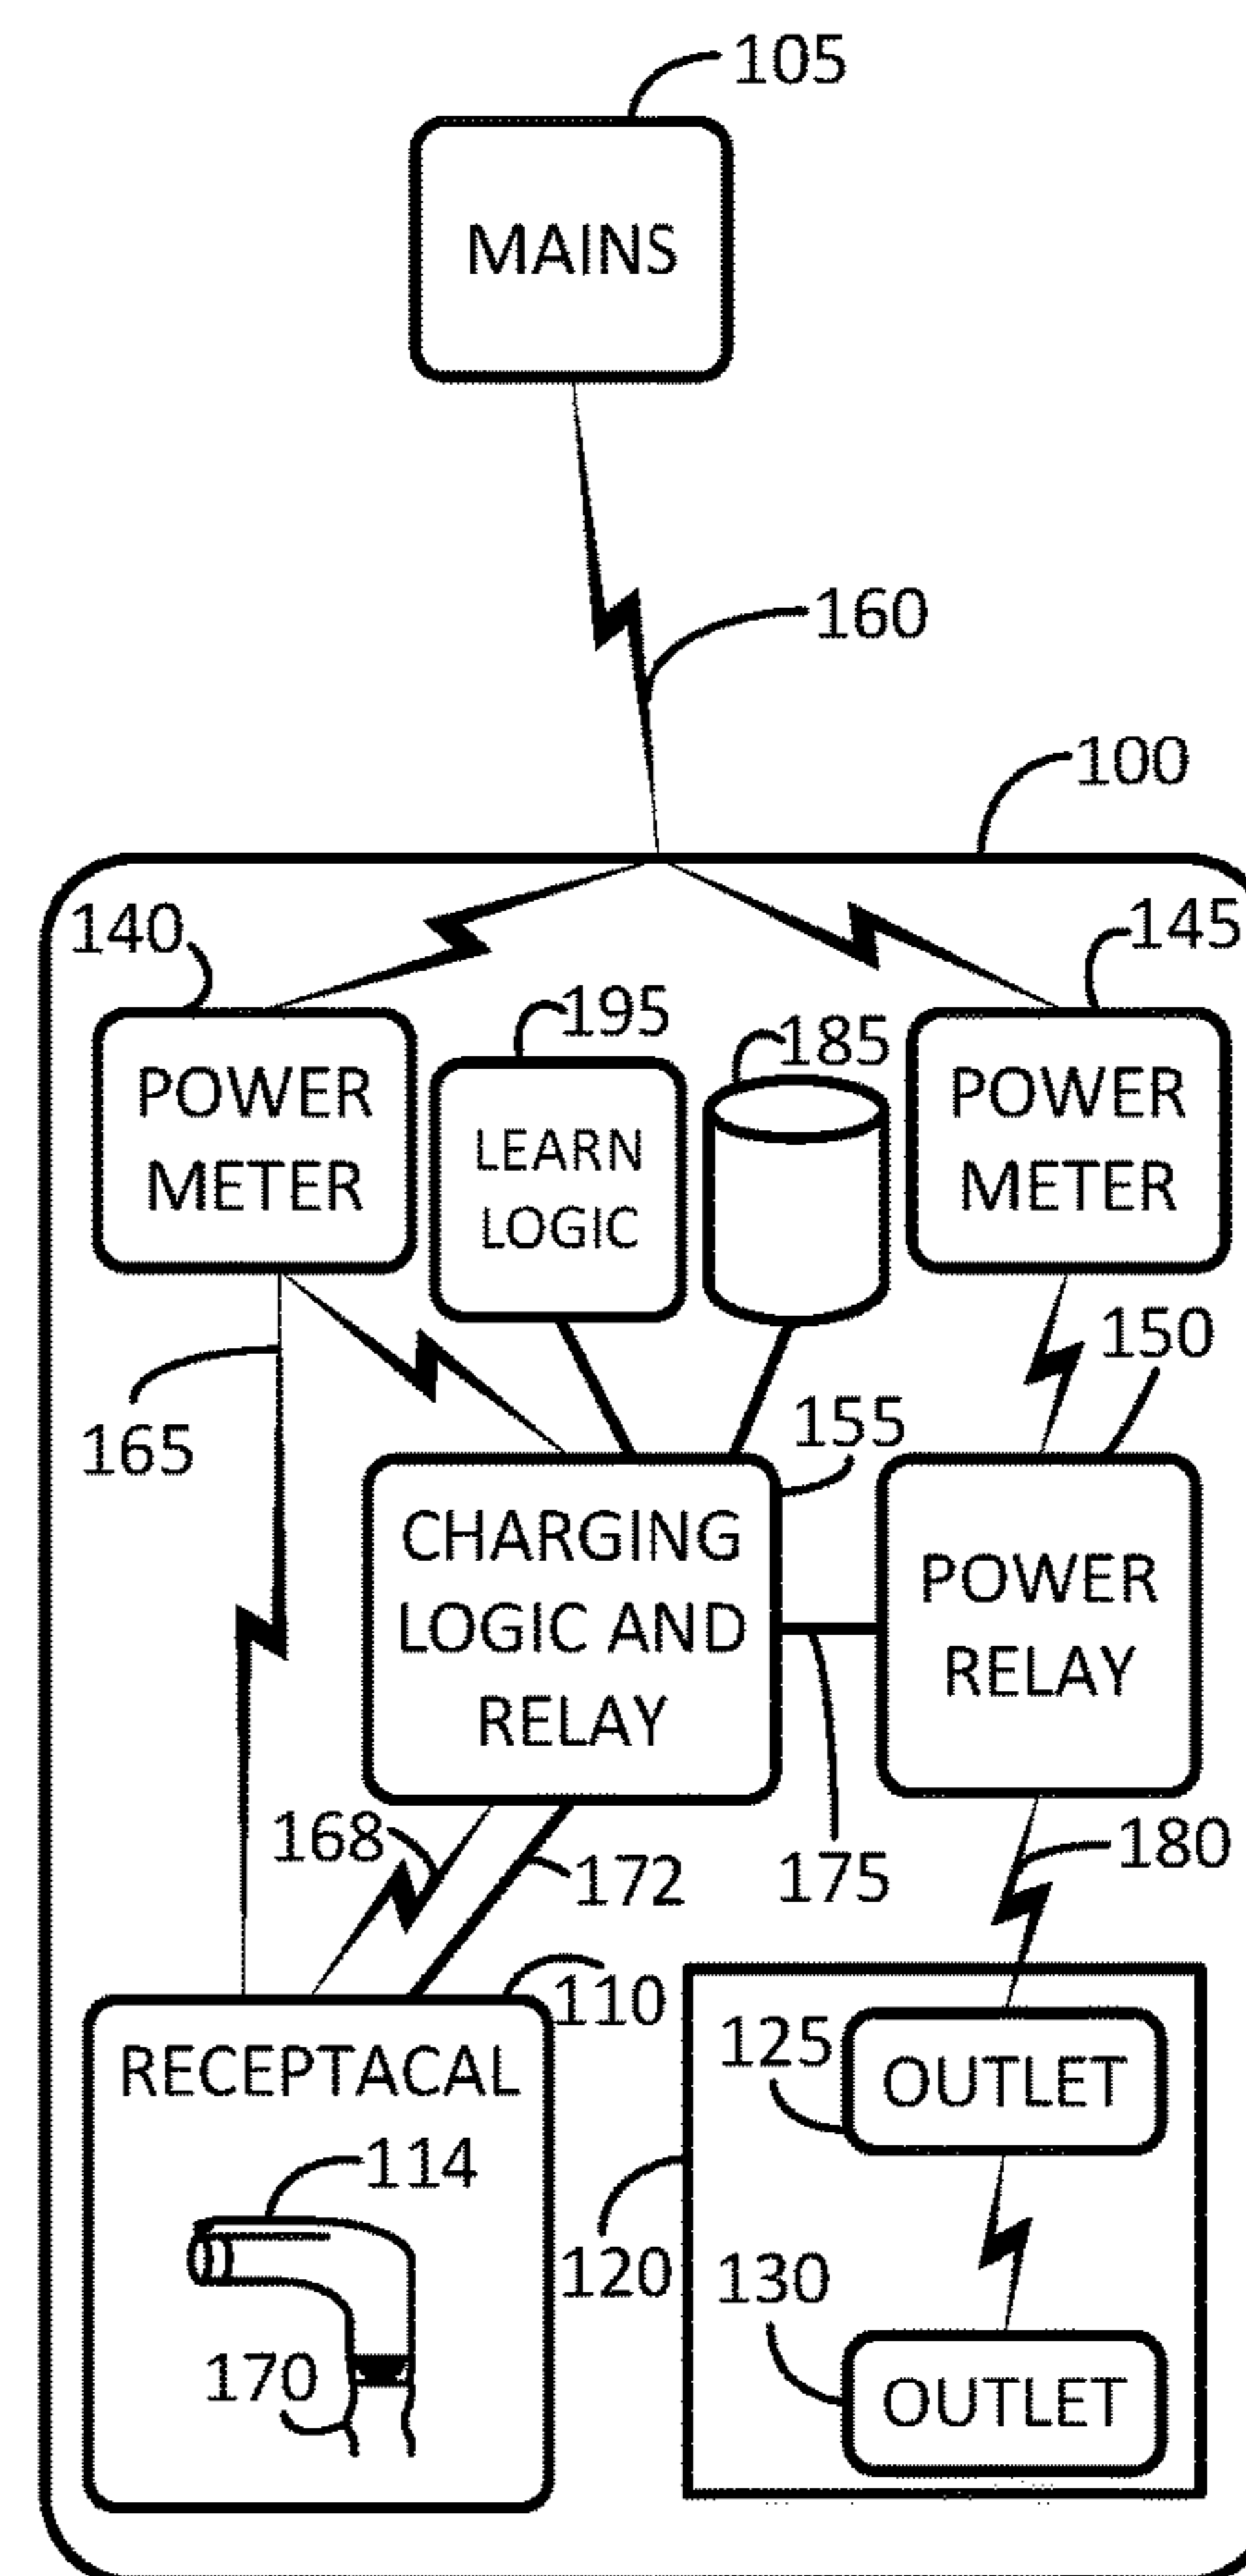 105
MAINS
160
100
140
145
195
185
POWER
METER
LEARN
LOGIC
POWER
METER
150
165
155
CHARGING
LOGIC AND
RELAY
POWER
RELAY
168
172
175
180
110
RECEPTACAL
125
OUTLET
114
120
130
170
OUTLET